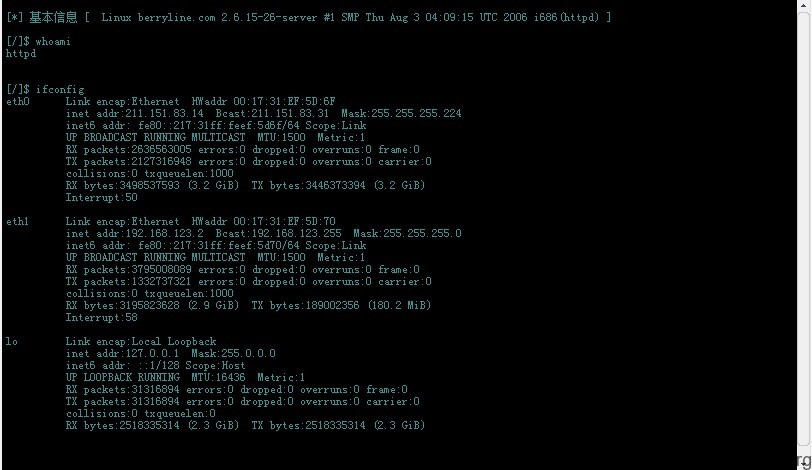 [*] 基本信息 [  Linux berryline.com 2.6.15-26-server #1 SMP Thu Aug 3 04:09:15 UTC 2006 i686(httpd) ]
[/]$ whoami
httpd
[/]$ ifconfig
eth0      Link encap:Ethernet  HWaddr 00:17:31:EF:5D:6F
          inet addr:211.151.83.14  Bcast:211.151.83.31  Mask:255.255.255.224
          inet6 addr: fe80::217:31ff:feef:5d6f/64 Scope:Link
          UP BROADCAST RUNNING MULTICAST  MTU:1500  Metric:1
          RX packets:2636563005 errors:0 dropped:0 overruns:0 frame:0
          TX packets:2127316948 errors:0 dropped:0 overruns:0 carrier:0
          collisions:0 txqueuelen:1000
          RX bytes:3498537593 (3.2 GiB)  TX bytes:3446373394 (3.2 GiB)
          Interrupt:50
eth1      Link encap:Ethernet  HWaddr 00:17:31:EF:5D:70
          inet addr:192.168.123.2  Bcast:192.168.123.255  Mask:255.255.255.0
          inet6 addr: fe80::217:31ff:feef:5d70/64 Scope:Link
          UP BROADCAST RUNNING MULTICAST  MTU:1500  Metric:1
          RX packets:3795008089 errors:0 dropped:0 overruns:0 frame:0
          TX packets:1332737321 errors:0 dropped:0 overruns:0 carrier:0
          collisions:0 txqueuelen:1000
          RX bytes:3195823628 (2.9 GiB)  TX bytes:189002356 (180.2 MiB)
          Interrupt:58
lo        Link encap:Local Loopback
          inet addr:127.0.0.1  Mask:255.0.0.0
          inet6 addr: ::1/128 Scope:Host
          UP LOOPBACK RUNNING  MTU:16436  Metric:1
          RX packets:31316894 errors:0 dropped:0 overruns:0 frame:0
          TX packets:31316894 errors:0 dropped:0 overruns:0 carrier:0
          collisions:0 txqueuelen:0
          RX bytes:2518335314 (2.3 GiB)  TX bytes:2518335314 (2.3 GiB)